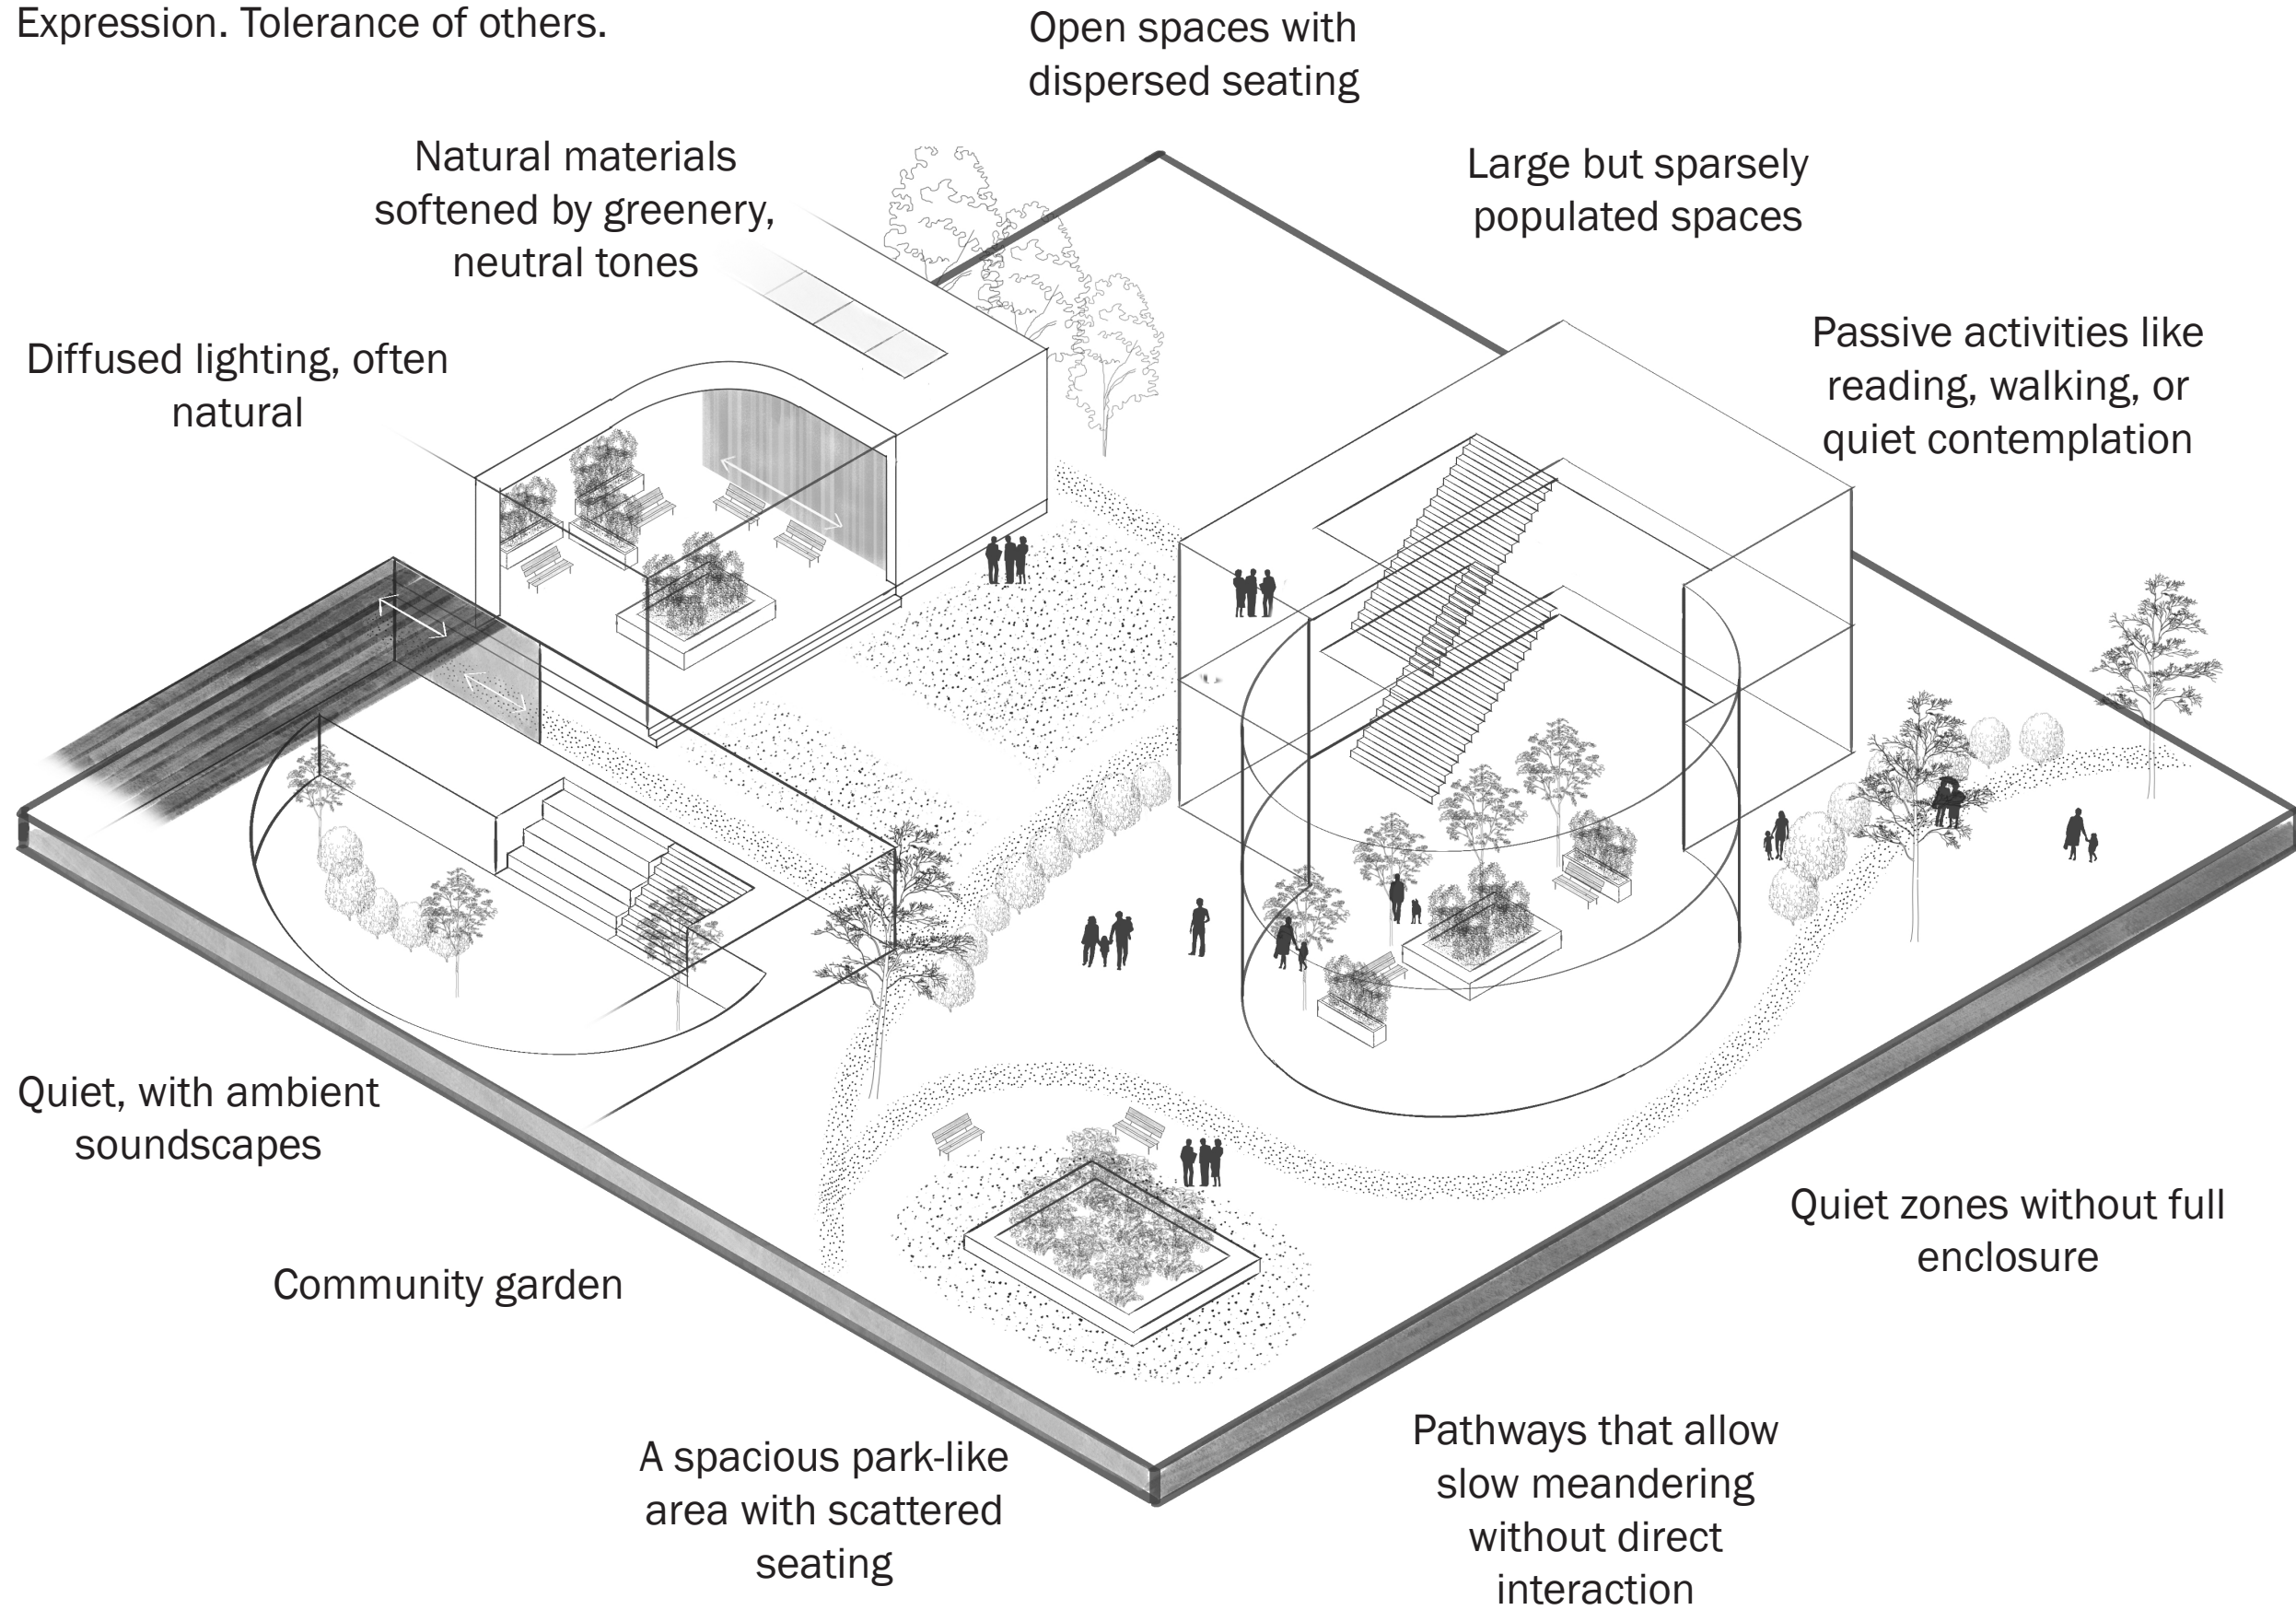 Expression. Tolerance of others.
Open spaces with
dispersed seating
Natural materials
softened by greenery,
neutral tones
Large but sparsely
populated spaces
Diffused lighting, often
natural
Passive activities like
reading, walking, or
quiet contemplation
Quiet, with ambient
soundscapes
Community garden
Quiet zones without full
enclosure
A spacious park-like
area with scattered
seating
Pathways that allow
slow meandering
without direct
interaction